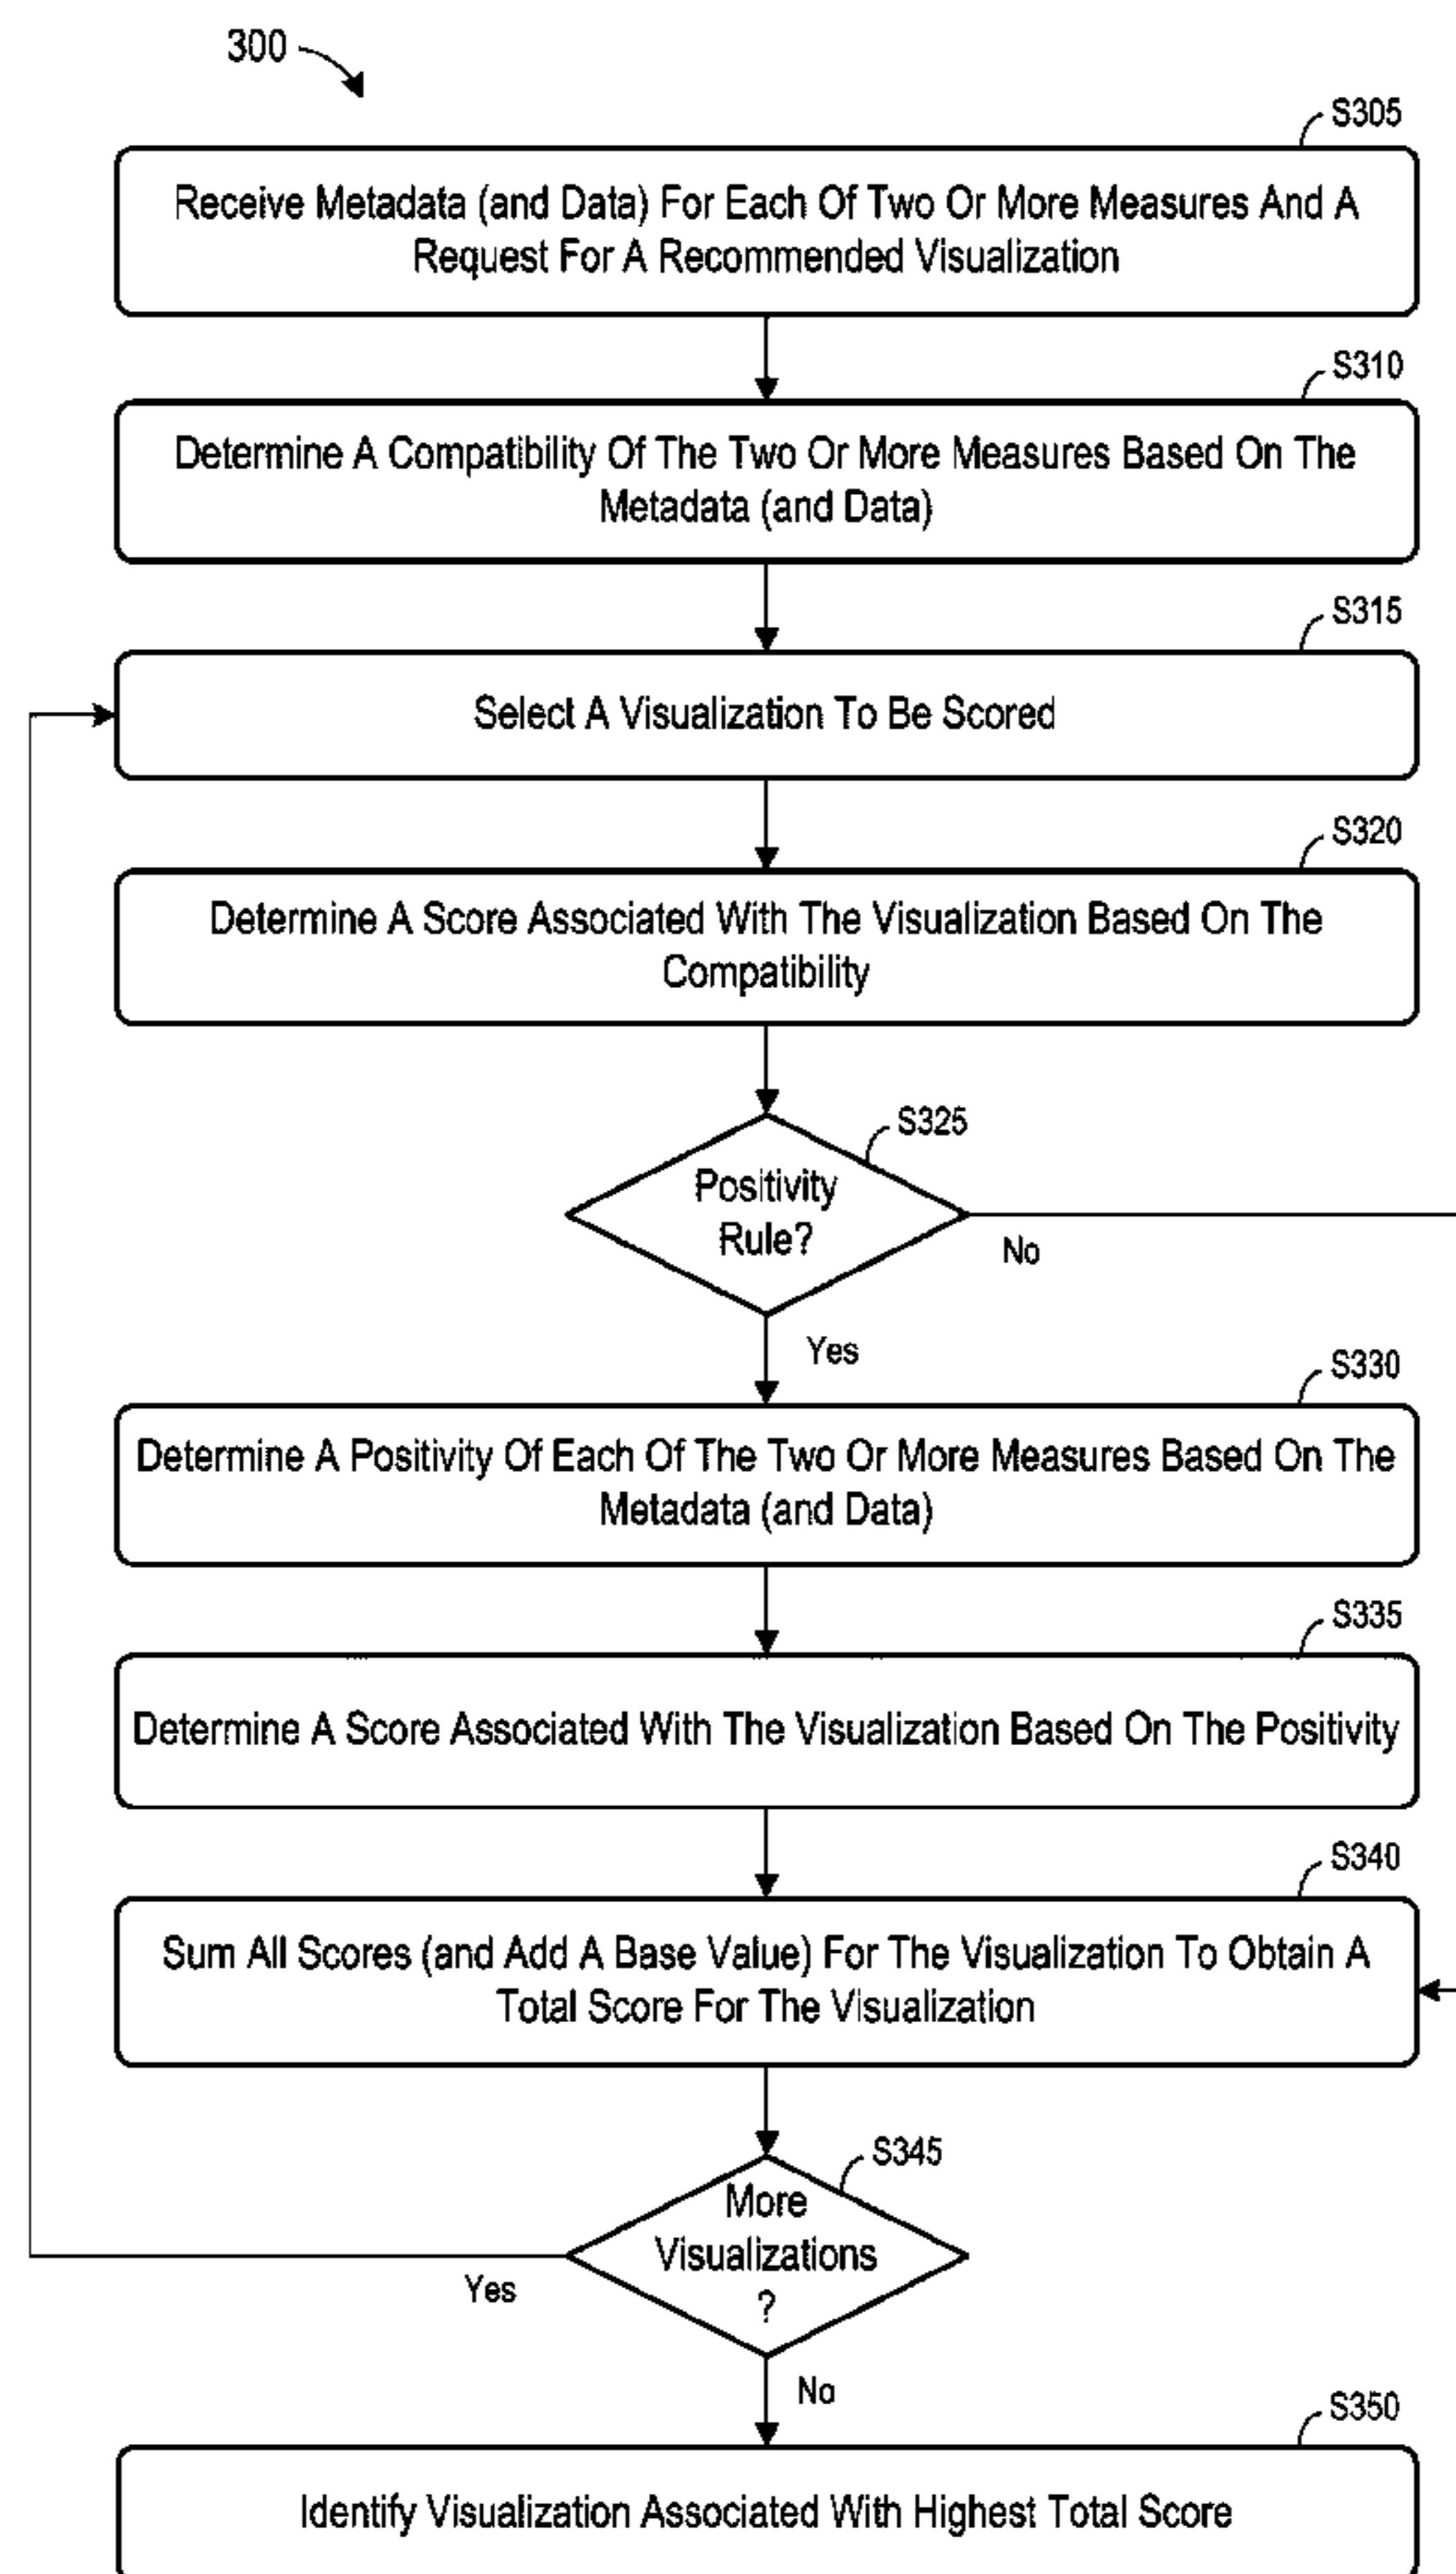 300
S305
Receive Metadata (and Data) For Each Of Two Or More Measures And A
Request For A Recommended Visualization
S310
Determine A Compatibility Of The Two Or More Measures Based On The
Metadata (and Data)
S315
Select A Visualization To Be Scored
S320
Determine A Score Associated With The Visualization Based On The
Compatibility
S325
Positivity
Rule?
No
Yes
S330
Determine A Positivity Of Each Of The Two Or More Measures Based On The
Metadata (and Data)
S335
Determine A Score Associated With The Visualization Based On The Positivity
S340
Sum All Scores (and Add A Base Value) For The Visualization To Obtain A
Total Score For The Visualization
S345
More
Visualizations
?
Yes
No
S350
Identify Visualization Associated With Highest Total Score